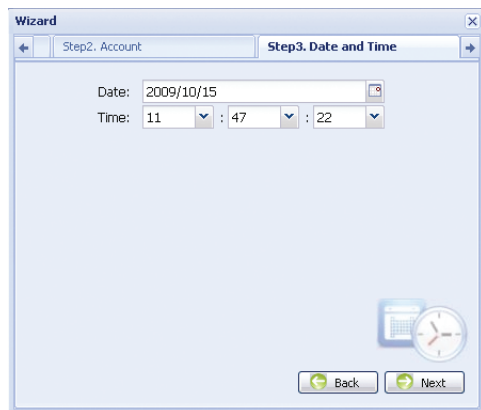 Wizard
Step2. Account Step3. Date and Time
Date: 2009/10/15
Time: 11 : 47 : 22
Back Next